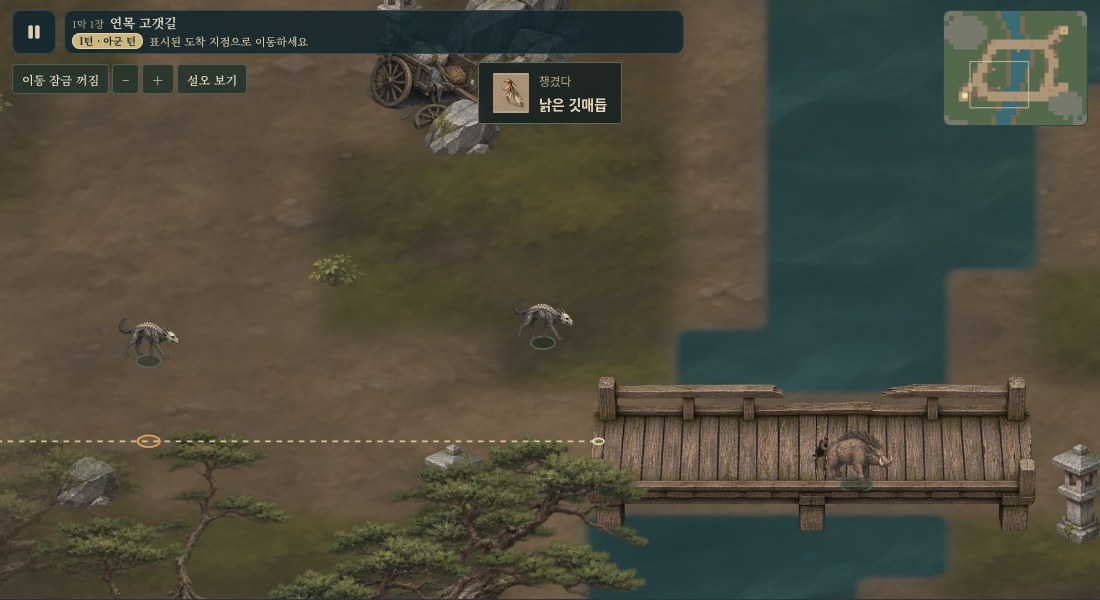 1막 1장 연목 고갯길
1턴 · 아군 턴 표시된 도착 지점으로 이동하세요
이동 잠금 꺼짐 − + 설오 보기
챙겼다
낡은 깃매듭